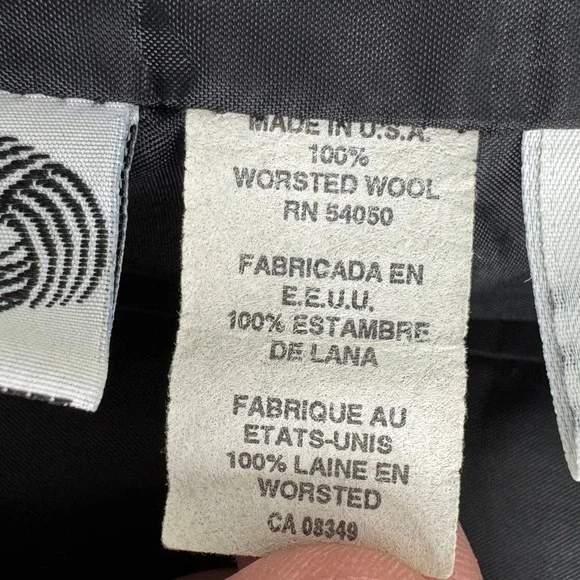 MADE IN U.S.A.
100%
WORSTED WOOL
RN 54050
FABRICADA EN
E.E.U.U.
100% ESTAMBRE
DE LANA
FABRIQUE AU
ETATS-UNIS
100% LAINE EN
WORSTED
CA 08349